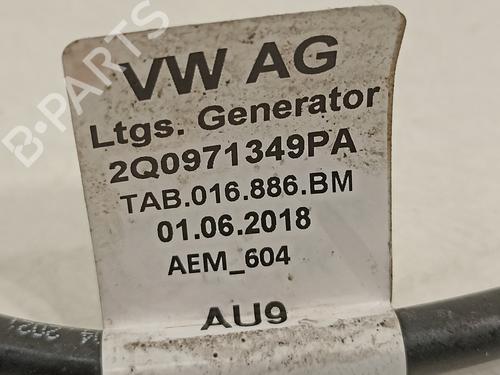 VW AG
Ltgs. Generator
2Q0971349PA
TAB.016.886.BM
01.06.2018
AEM_604
AU9
B-PARTS